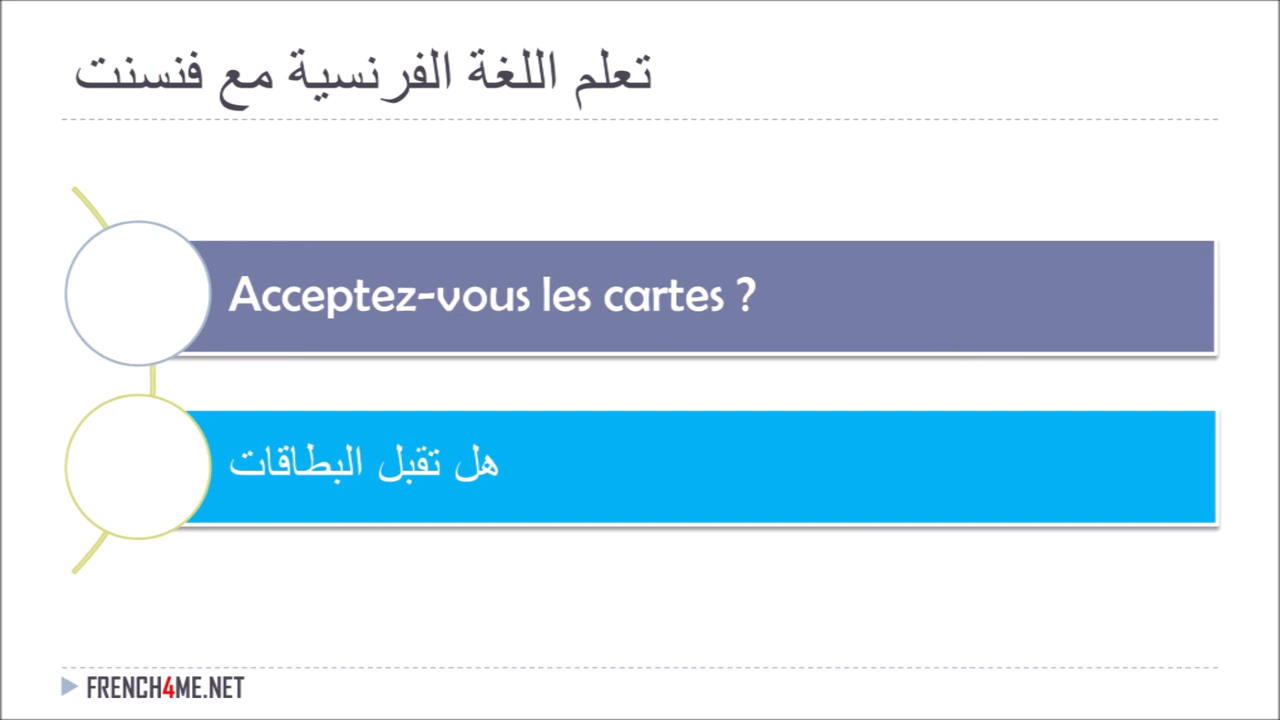 تعلم اللغة الفرنسية مع فنسنت
Acceptez-vous les cartes ?
هل تقبل البطاقات
FRENCH4ME.NET